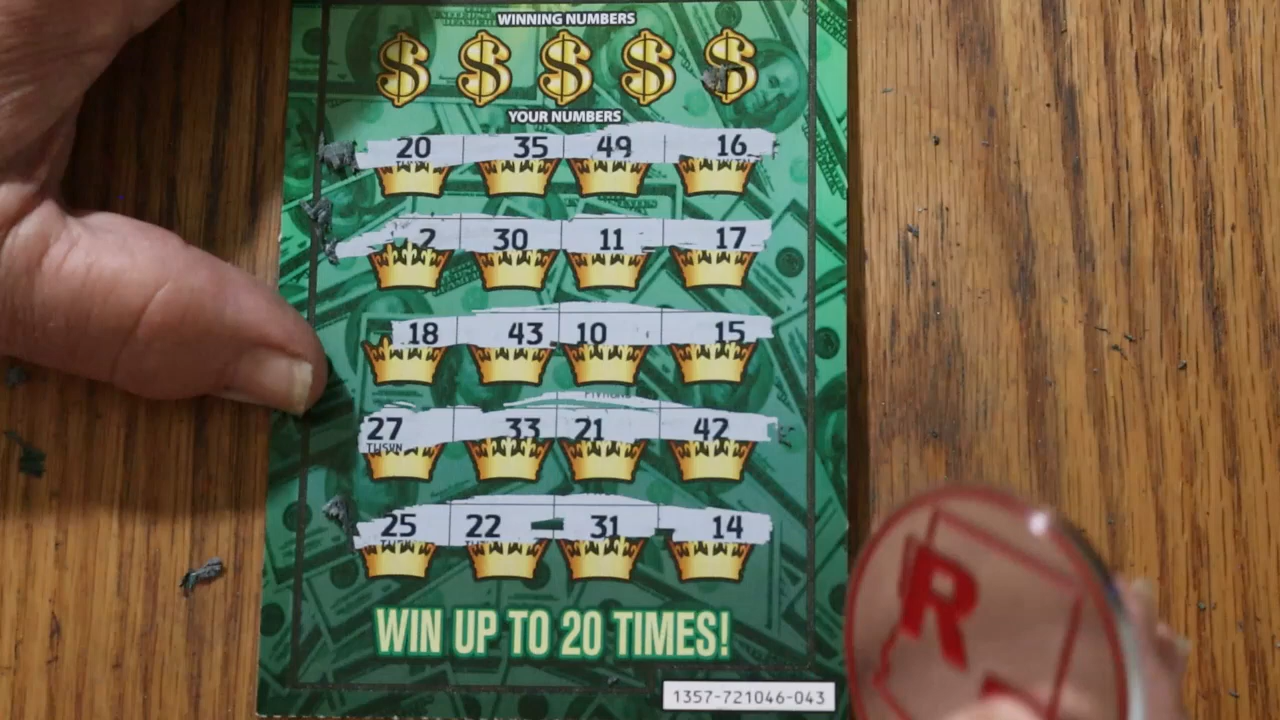 WINNING NUMBERS
$ $ $ $ $
YOUR NUMBERS
20 35 49 16
2 30 11 17
18 43 10 15
27 33 21 42
25 22 31 14
WIN UP TO 20 TIMES!
1357-721046-043
R